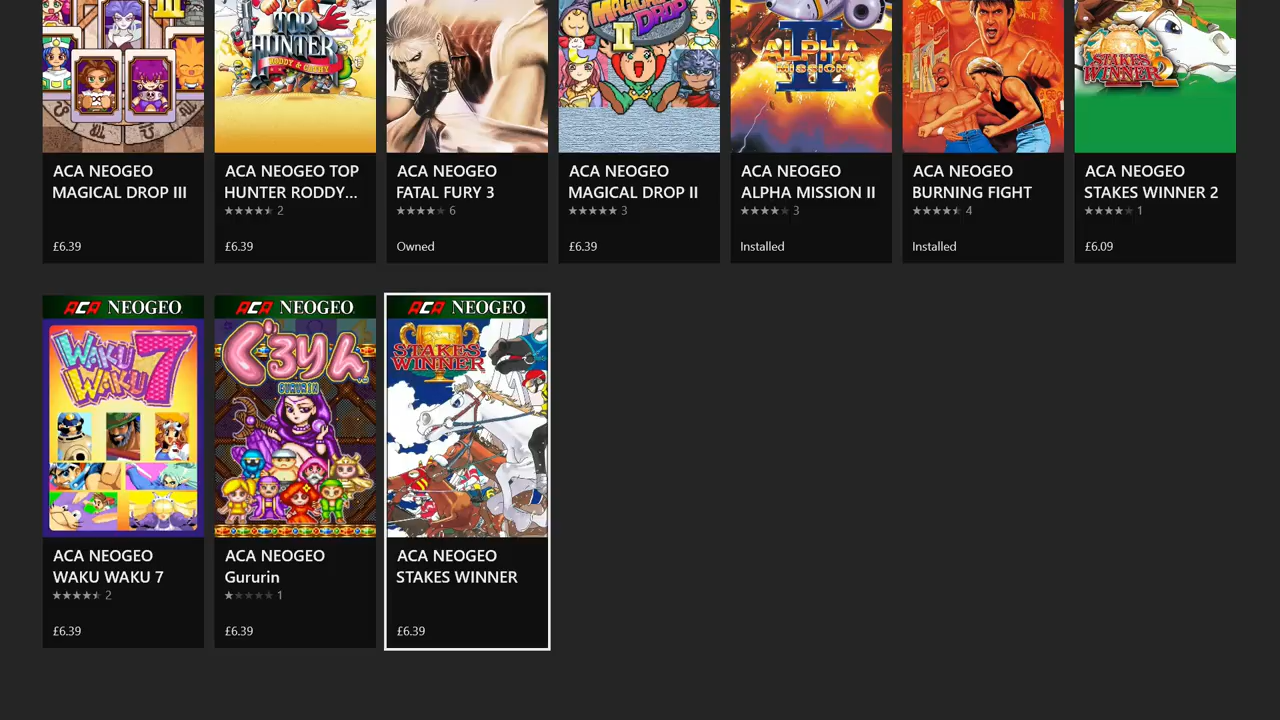 II
TOP
HUNTER
RODDY & CATHY
MAGICAL DROP
II
ALPHA
MISSION
II
STAKES
WINNER 2
ACA NEOGEO
MAGICAL DROP III
£6.39
ACA NEOGEO TOP
HUNTER RODDY...
2
£6.39
ACA NEOGEO
FATAL FURY 3
6
Owned
ACA NEOGEO
MAGICAL DROP II
3
£6.39
ACA NEOGEO
ALPHA MISSION II
3
Installed
ACA NEOGEO
BURNING FIGHT
4
Installed
ACA NEOGEO
STAKES WINNER 2
1
£6.09
ACA NEOGEO
WAKU
WAKU 7
ACA NEOGEO
WAKU WAKU 7
2
£6.39
ACA NEOGEO
ぐるりん
GURURIN
ACA NEOGEO
Gururin
1
£6.39
ACA NEOGEO
STAKES
WINNER
ACA NEOGEO
STAKES WINNER
£6.39